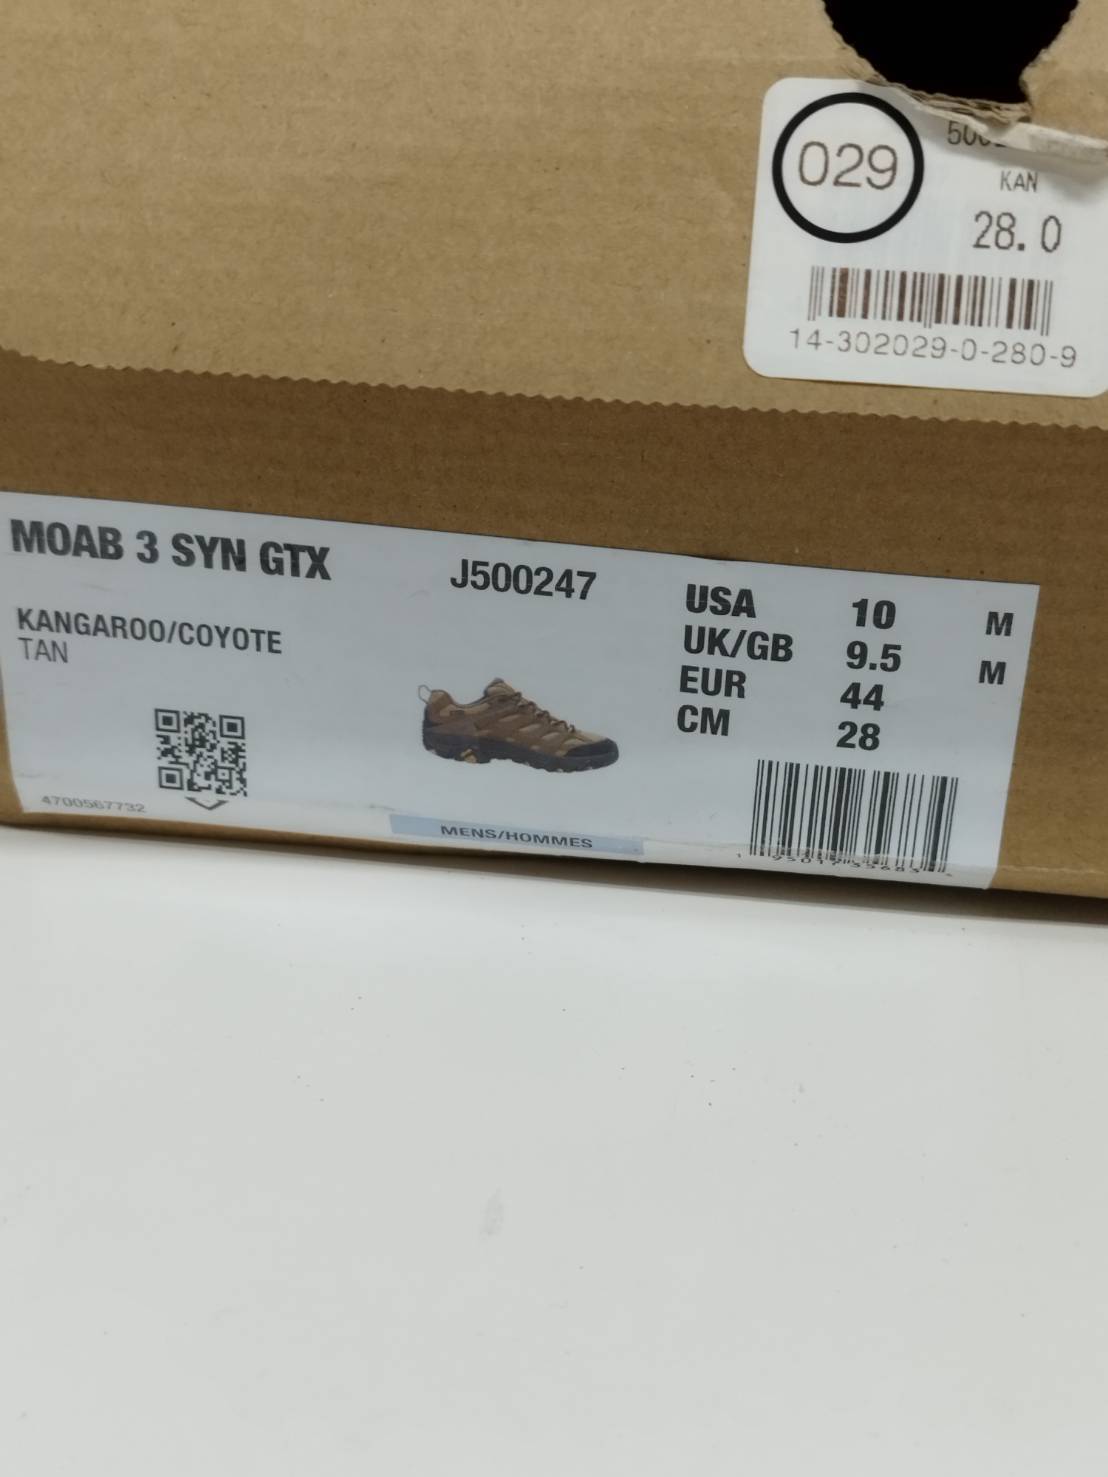 029
KAN
28.0
14-302029-0-280-9
MOAB 3 SYN GTX
J500247
KANGAROO/COYOTE
TAN
USA 10 M
UK/GB 9.5 M
EUR 44
CM 28
4700567732
MENS/HOMMES